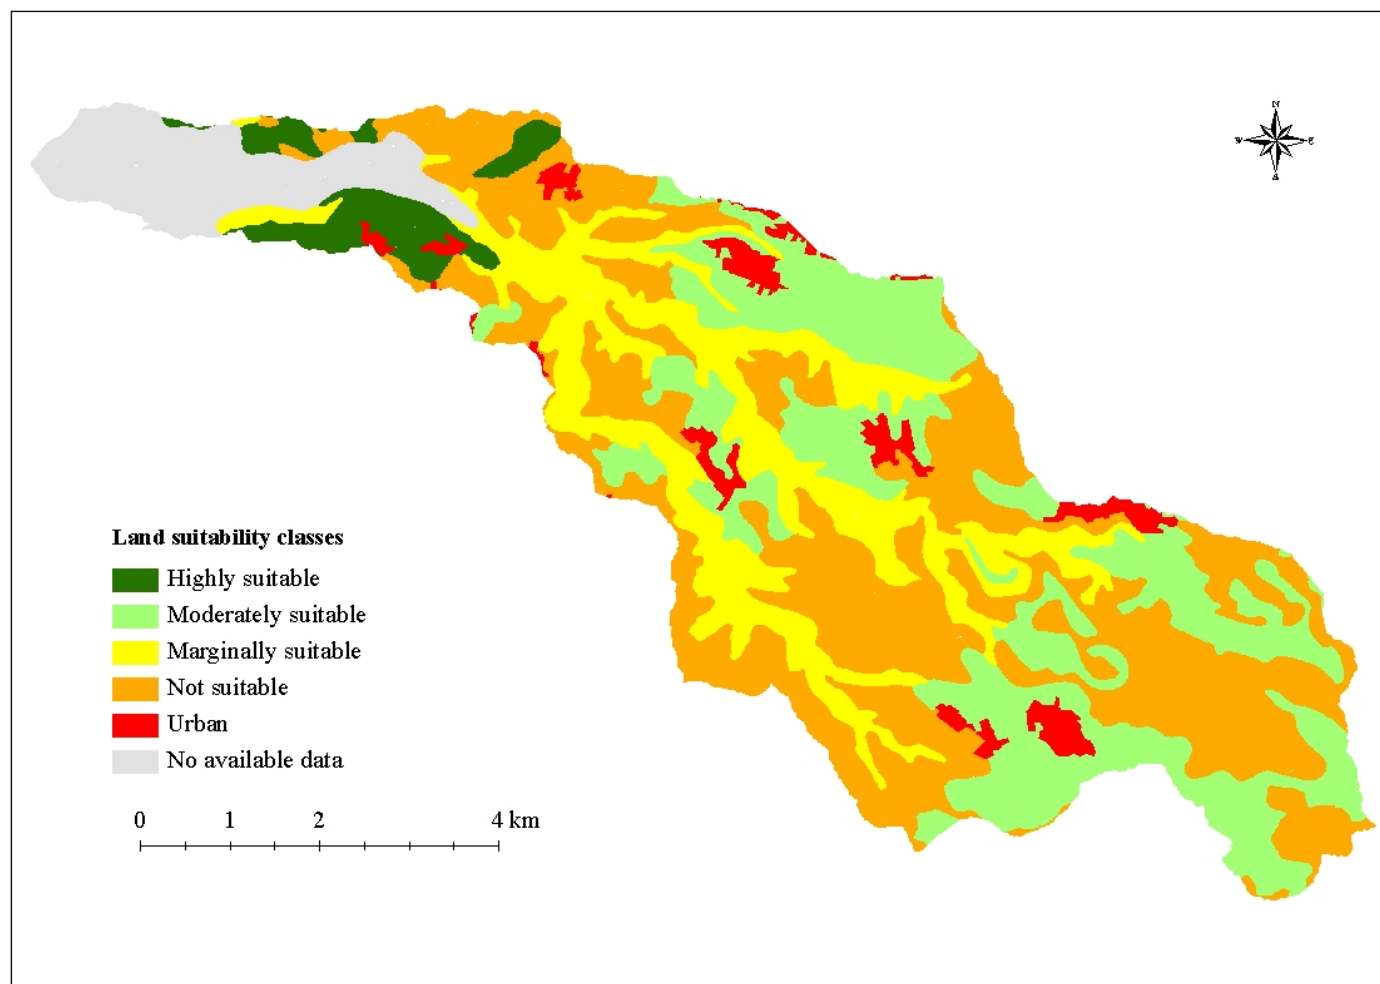 N
W
E
S
Land suitability classes
Highly suitable
Moderately suitable
Marginally suitable
Not suitable
Urban
No available data
0 1 2 4 km